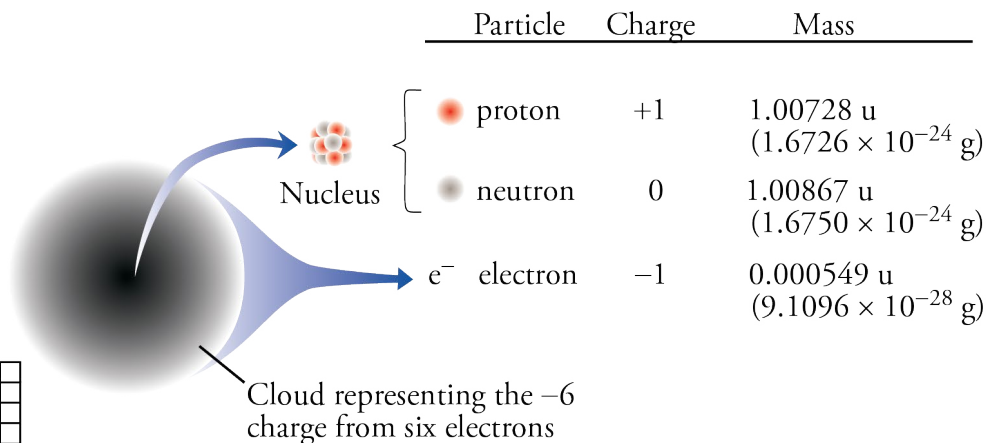 Particle Charge Mass
proton +1 1.00728 u
(1.6726 × 10⁻²⁴ g)
Nucleus
neutron 0 1.00867 u
(1.6750 × 10⁻²⁴ g)
e⁻ electron −1 0.000549 u
(9.1096 × 10⁻²⁸ g)
Cloud representing the −6
charge from six electrons